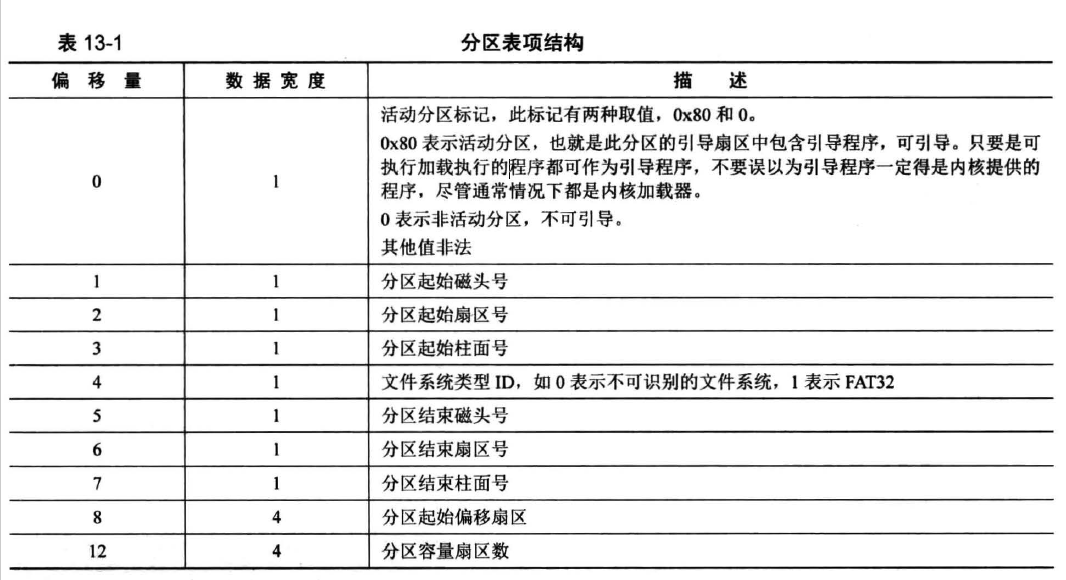 表 13-1 分区表项结构
偏移量 数据宽度 描述
0 1 活动分区标记，此标记有两种取值，0x80 和 0。
0x80 表示活动分区，也就是此分区的引导扇区中包含引导程序，可引导。只要是可
执行加载执行的程序都可作为引导程序，不要误以为引导程序一定得是内核提供的
程序，尽管通常情况下都是内核加载器。
0 表示非活动分区，不可引导。
其他值非法
1 1 分区起始磁头号
2 1 分区起始扇区号
3 1 分区起始柱面号
4 1 文件系统类型 ID，如 0 表示不可识别的文件系统，1 表示 FAT32
5 1 分区结束磁头号
6 1 分区结束扇区号
7 1 分区结束柱面号
8 4 分区起始偏移扇区
12 4 分区容量扇区数